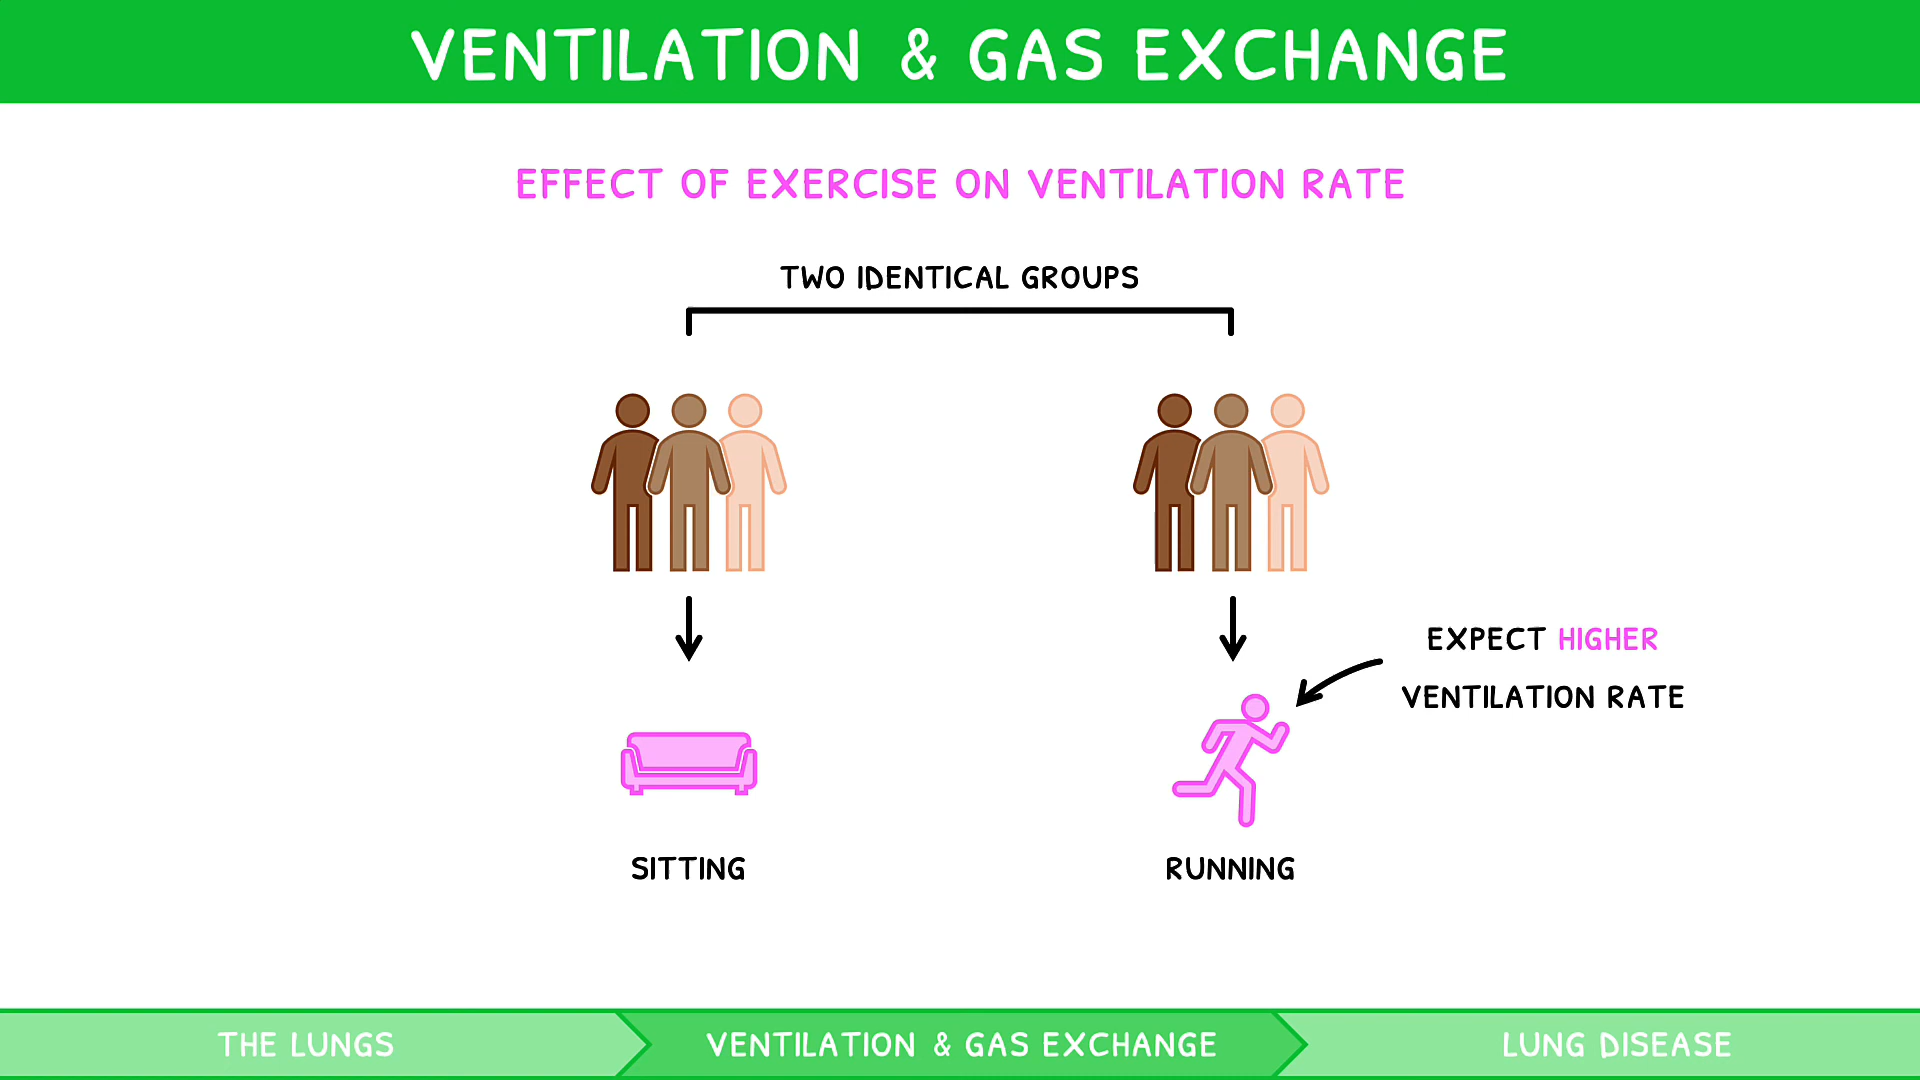 VENTILATION & GAS EXCHANGE
EFFECT OF EXERCISE ON VENTILATION RATE
TWO IDENTICAL GROUPS
EXPECT HIGHER
VENTILATION RATE
SITTING
RUNNING
THE LUNGS
VENTILATION & GAS EXCHANGE
LUNG DISEASE